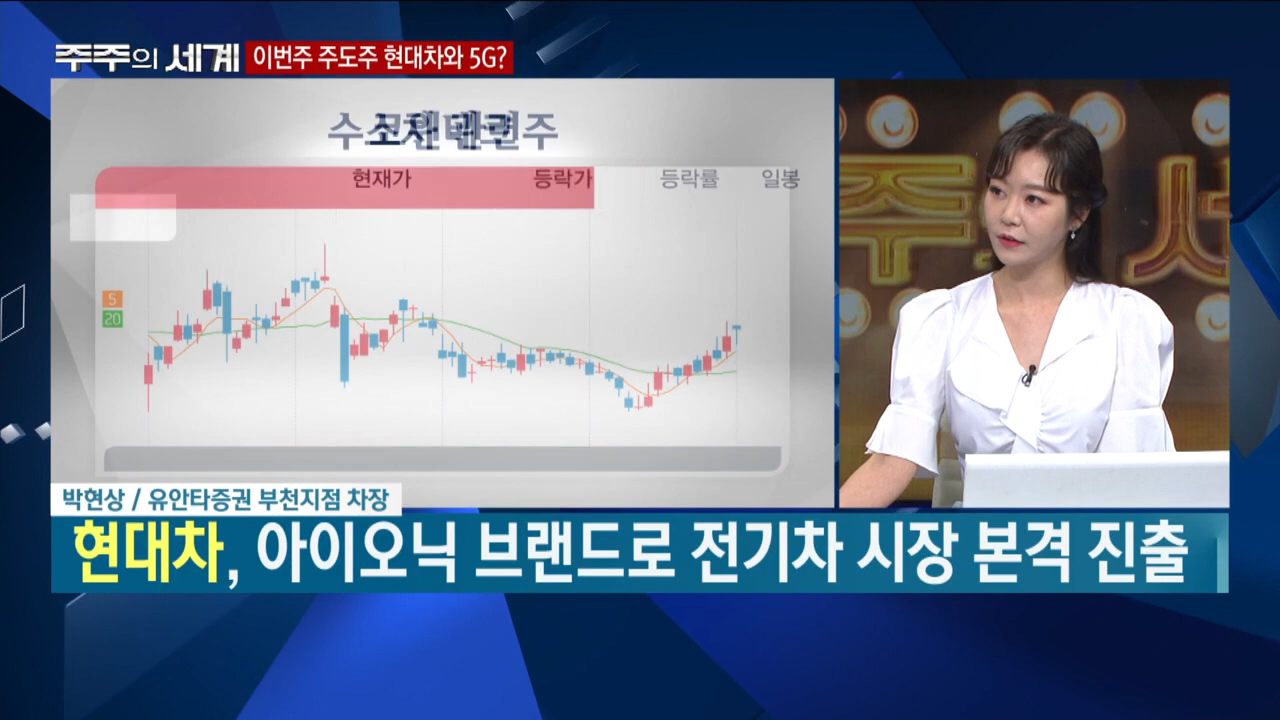 주주의 세계 이번주 주도주 현대차와 5G?
현재가 등락가 등락률 일봉
5
20
박현상 / 유안타증권 부천지점 차장
현대차, 아이오닉 브랜드로 전기차 시장 본격 진출